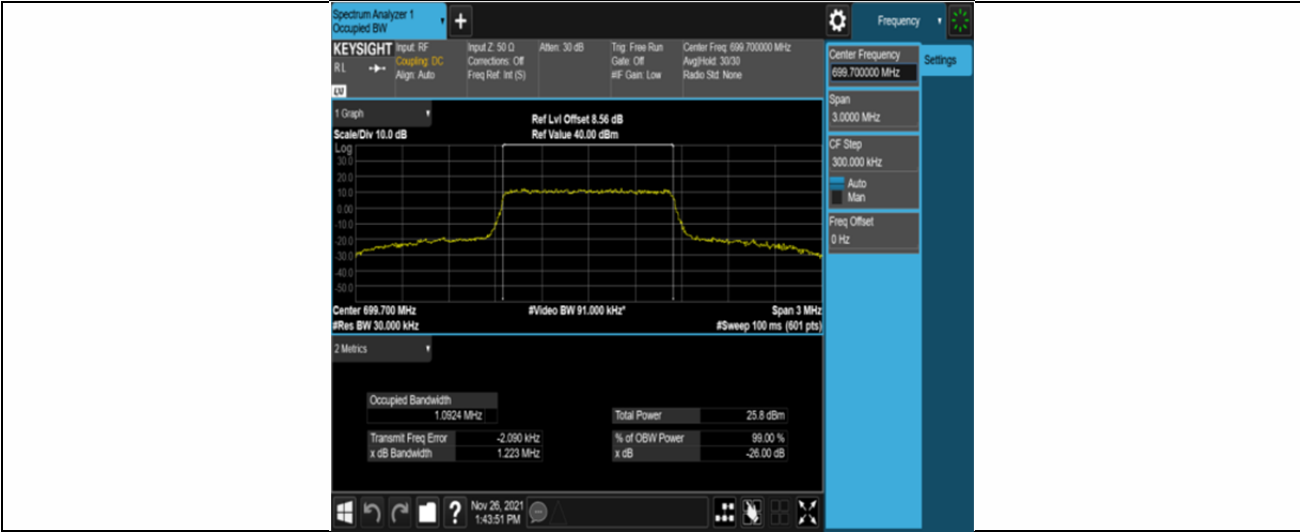 Spectrum Analyzer 1
Occupied BW
+
Frequency
KEYSIGHT
Input: RF
Coupling: DC
Align: Auto
RL
LXI
Input Z: 50 Ω
Corrections: Off
Freq Ref: Int (S)
Atten: 30 dB
Trig: Free Run
Gate: Off
#IF Gain: Low
Center Freq: 699.700000 MHz
Avg|Hold: 30/30
Radio Std: None
Center Frequency
699.700000 MHz
Settings
Span
3.0000 MHz
CF Step
300.000 kHz
Auto
Man
Freq Offset
0 Hz
1 Graph
Scale/Div 10.0 dB
Ref Lvl Offset 8.56 dB
Ref Value 40.00 dBm
Log
30.0
20.0
10.0
0.00
-10.0
-20.0
-30.0
-40.0
-50.0
Center 699.700 MHz
#Video BW 91.000 kHz*
Span 3 MHz
#Res BW 30.000 kHz
#Sweep 100 ms (601 pts)
2 Metrics
Occupied Bandwidth
1.0924 MHz
Total Power 25.8 dBm
Transmit Freq Error -2.090 kHz
% of OBW Power 99.00 %
x dB Bandwidth 1.223 MHz
x dB -26.00 dB
?
Nov 26, 2021
1:43:51 PM